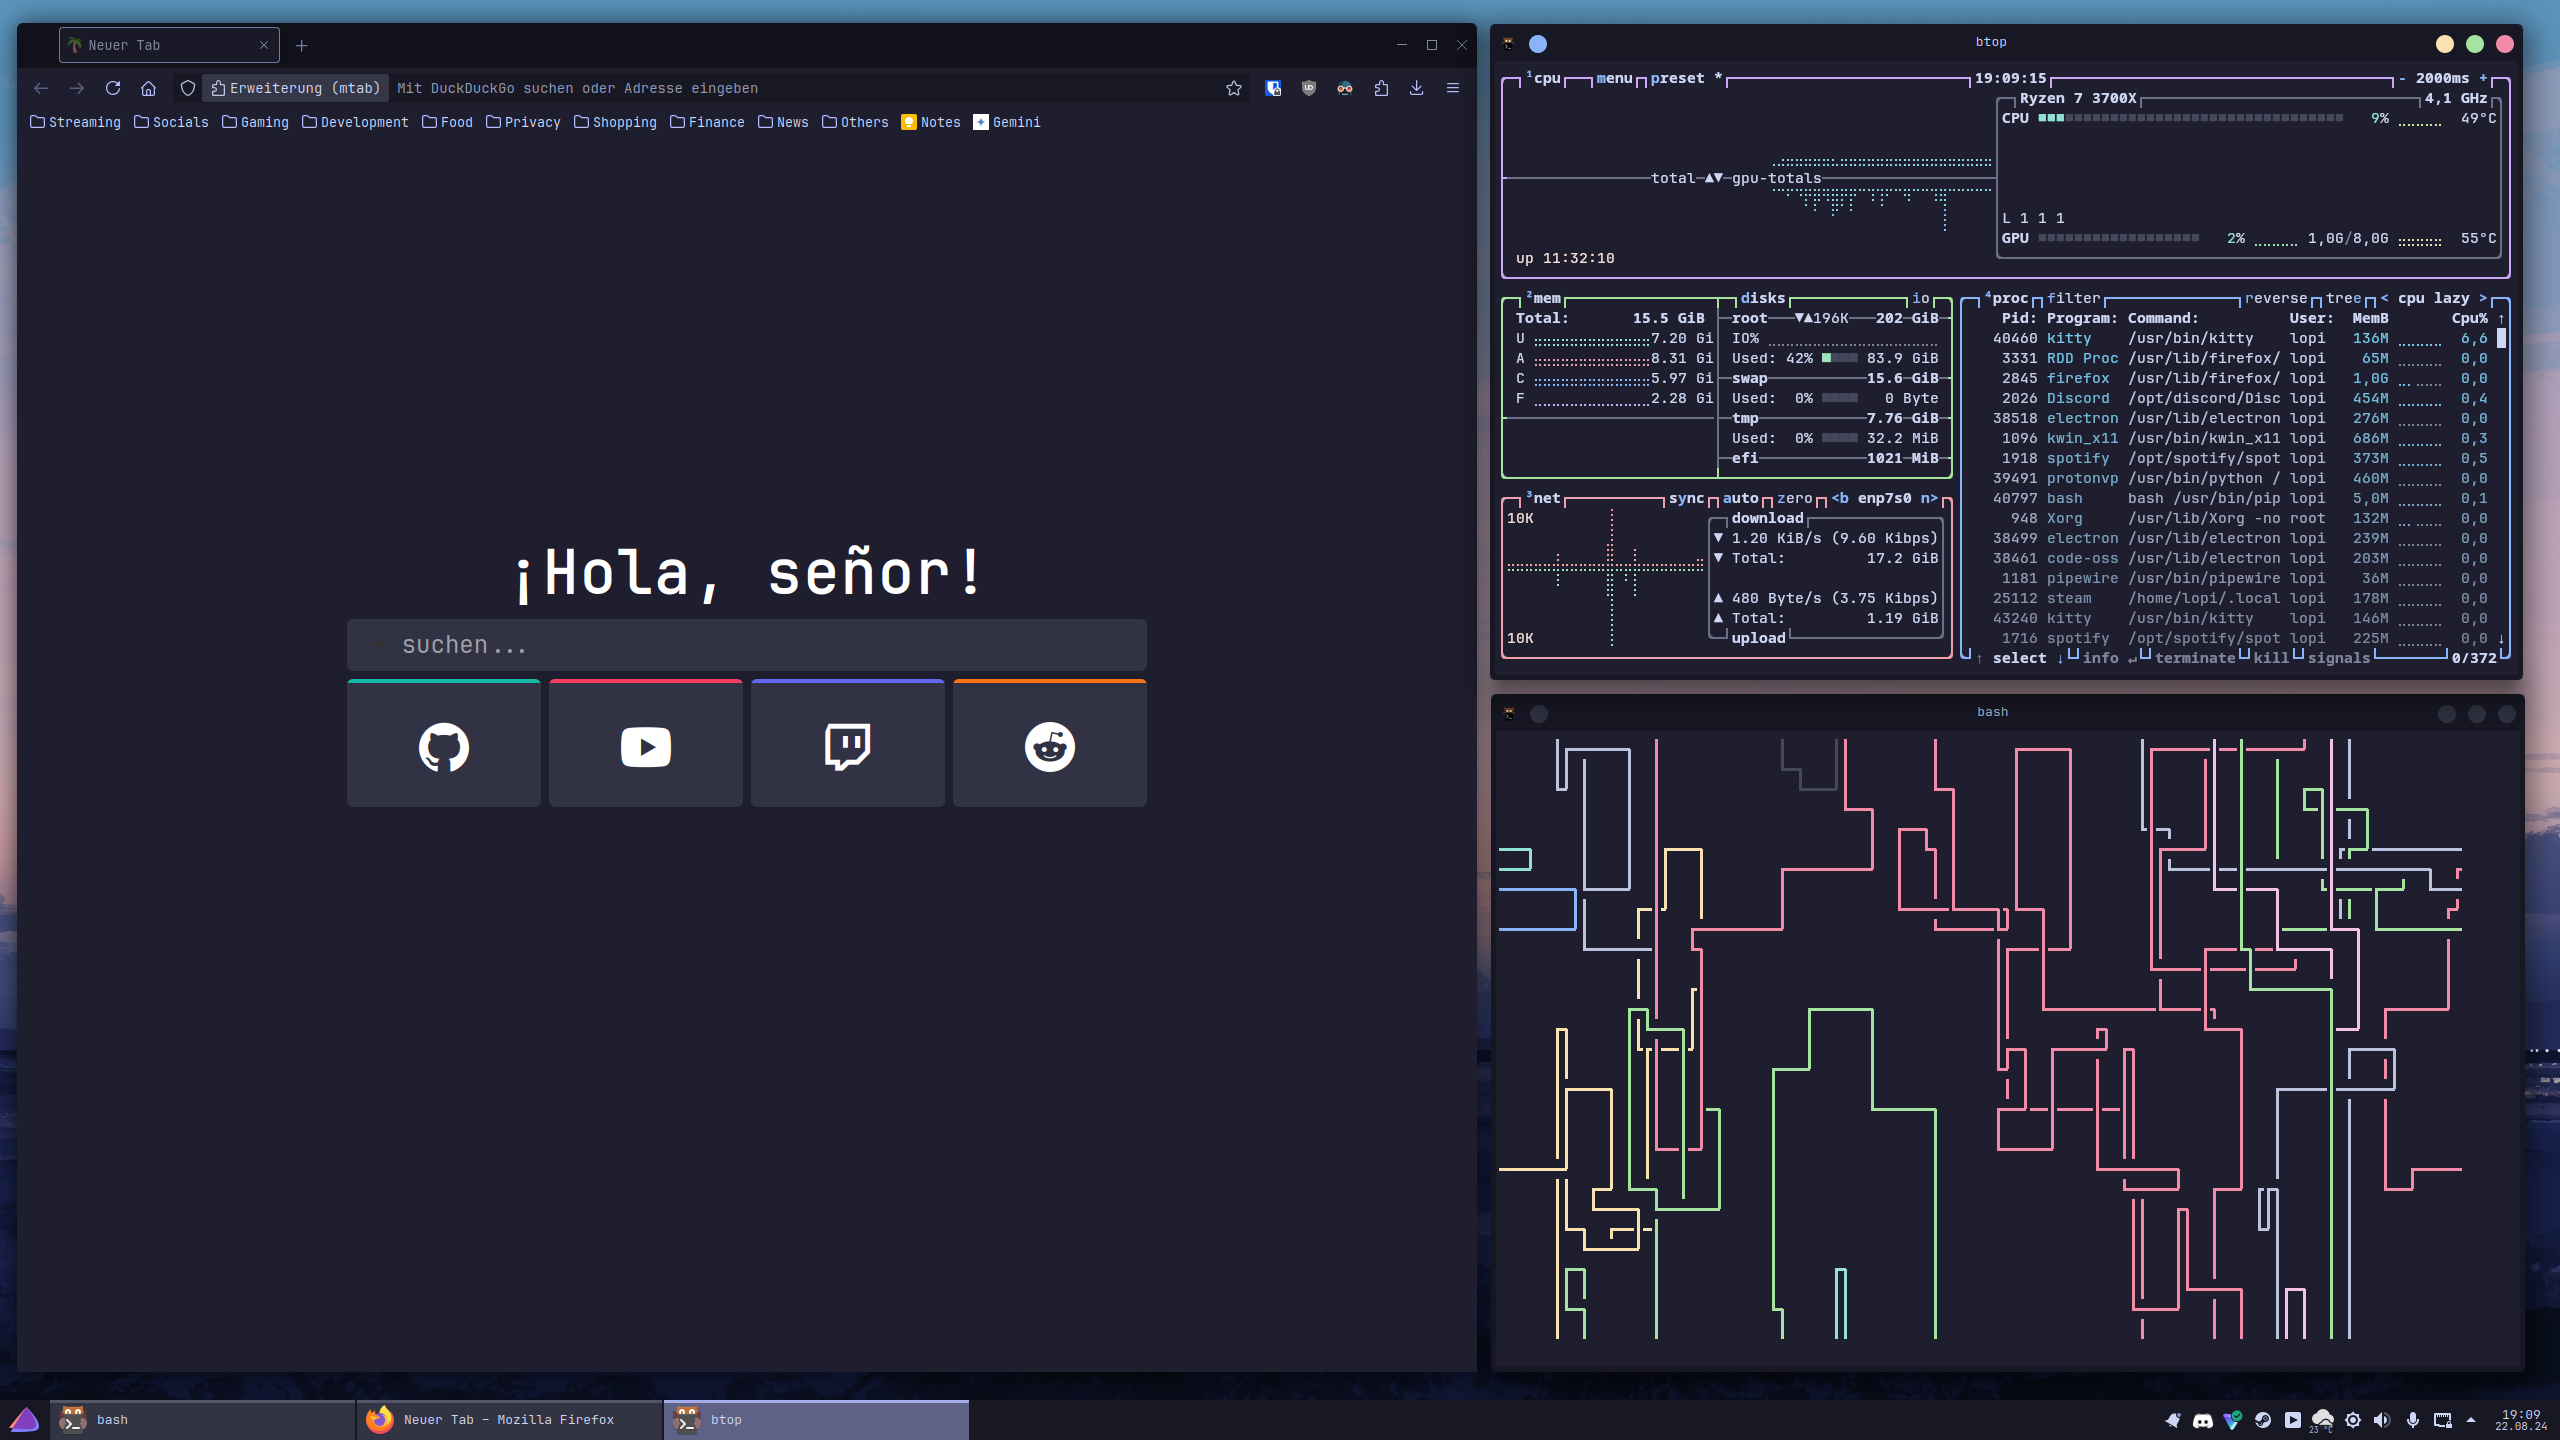 Neuer Tab
Erweiterung (mtab) Mit DuckDuckGo suchen oder Adresse eingeben
Streaming Socials Gaming Development Food Privacy Shopping Finance News Others Notes Gemini
¡Hola, señor!
suchen...
btop
¹cpu menu preset * 19:09:15 - 2000ms +
Ryzen 7 3700X 4,1 GHz
CPU 9% 49°C
total ▲▼ gpu-totals
L 1 1 1
GPU 2% 1,0G/8,0G 55°C
up 11:32:10
²mem disks io
Total: 15.5 GiB root ▼▲196K 202 GiB
U 7.20 Gi IO%
A 8.31 Gi Used: 42% 83.9 GiB
C 5.97 Gi swap 15.6 GiB
F 2.28 Gi Used: 0% 0 Byte
tmp 7.76 GiB
Used: 0% 32.2 MiB
efi 1021 MiB
³net sync auto zero <b enp7s0 n>
10K download
▼ 1.20 KiB/s (9.60 Kibps)
▼ Total: 17.2 GiB
▲ 480 Byte/s (3.75 Kibps)
▲ Total: 1.19 GiB
10K upload
⁴proc filter reverse tree < cpu lazy >
Pid: Program: Command: User: MemB Cpu% ↑
40460 kitty /usr/bin/kitty lopi 136M 6,6
3331 RDD Proc /usr/lib/firefox/ lopi 65M 0,0
2845 firefox /usr/lib/firefox/ lopi 1,0G 0,0
2026 Discord /opt/discord/Disc lopi 454M 0,4
38518 electron /usr/lib/electron lopi 276M 0,0
1096 kwin_x11 /usr/bin/kwin_x11 lopi 686M 0,3
1918 spotify /opt/spotify/spot lopi 373M 0,5
39491 protonvp /usr/bin/python / lopi 460M 0,0
40797 bash bash /usr/bin/pip lopi 5,0M 0,1
948 Xorg /usr/lib/Xorg -no root 132M 0,0
38499 electron /usr/lib/electron lopi 239M 0,0
38461 code-oss /usr/lib/electron lopi 203M 0,0
1181 pipewire /usr/bin/pipewire lopi 36M 0,0
25112 steam /home/lopi/.local lopi 178M 0,0
43240 kitty /usr/bin/kitty lopi 146M 0,0
1716 spotify /opt/spotify/spot lopi 225M 0,0 ↓
↑ select ↓ info ↵ terminate kill signals 0/372
bash
bash Neuer Tab – Mozilla Firefox btop
23 °C
19:09
22.08.24